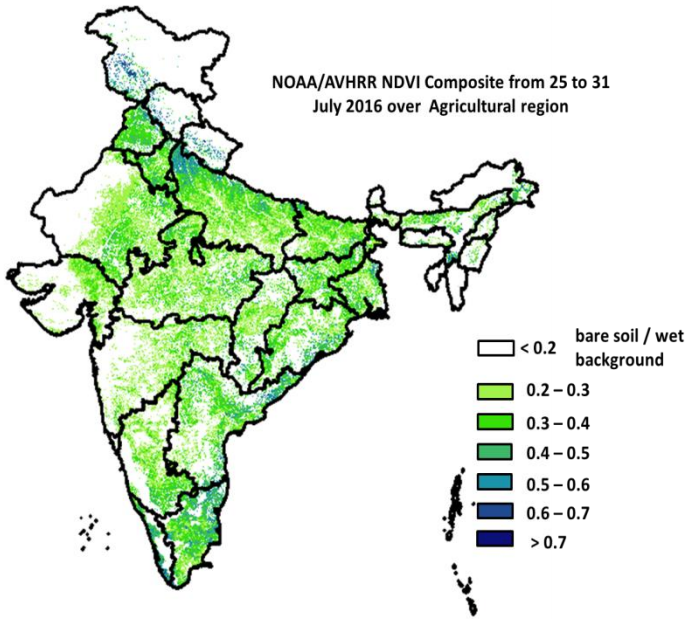 NOAA/AVHRR NDVI Composite from 25 to 31
July 2016 over Agricultural region
< 0.2 bare soil / wet
background
0.2 – 0.3
0.3 – 0.4
0.4 – 0.5
0.5 – 0.6
0.6 – 0.7
> 0.7